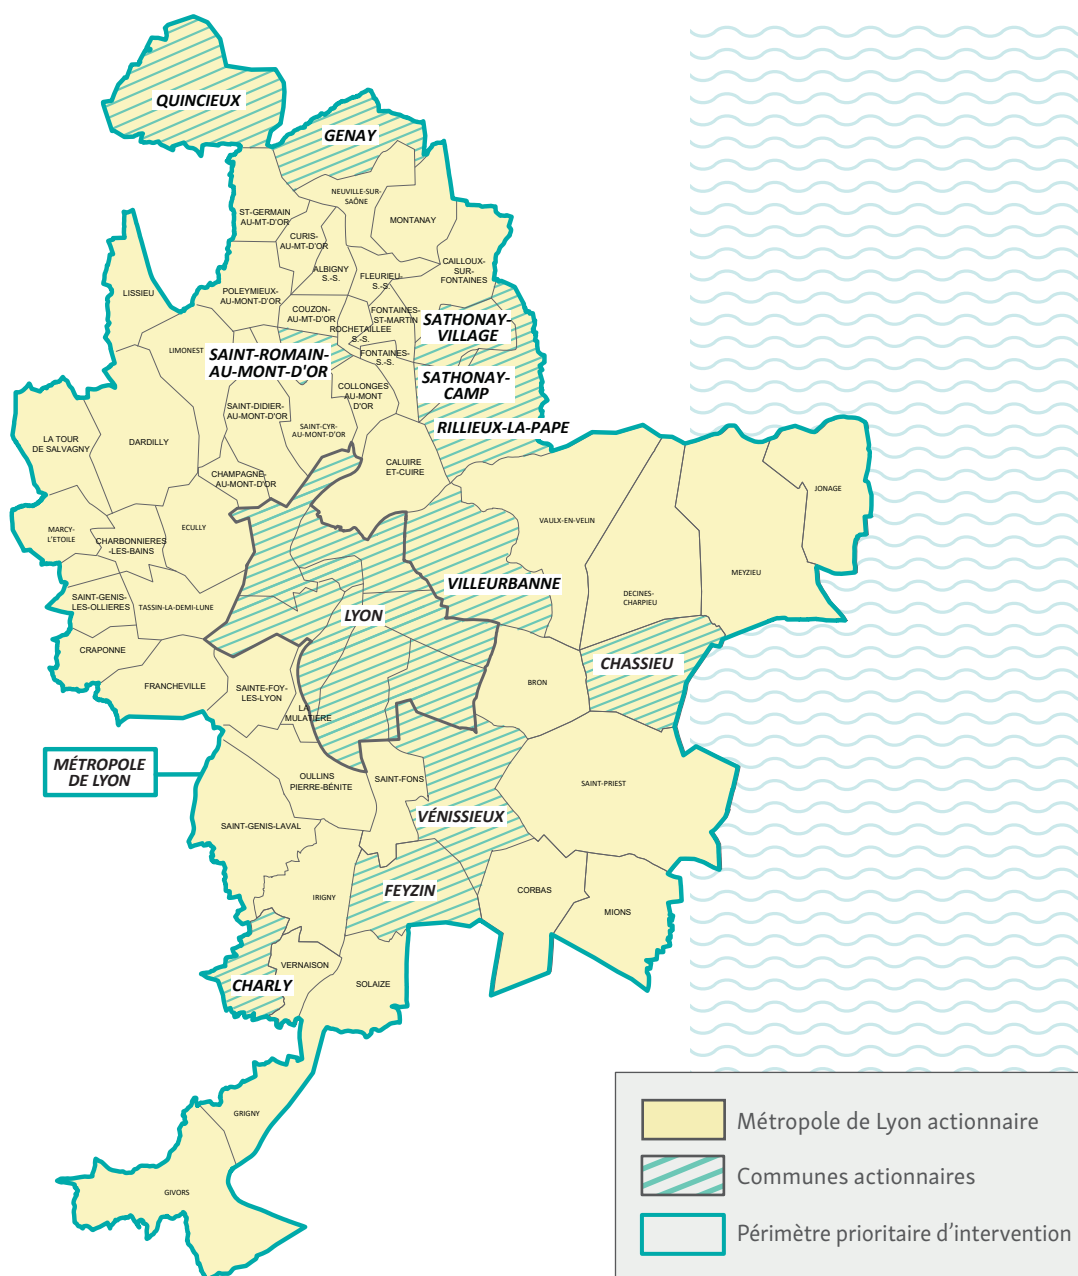 QUINCIEUX
GENAY
NEUVILLE-SUR-
SAÔNE
ST-GERMAIN
AU-MT-D'OR
MONTANAY
CURIS-
AU-MT-D'OR
ALBIGNY
S.-S.
FLEURIEU-
S.-S.
CAILLOUX-
SUR-
FONTAINES
LISSIEU
POLEYMIEUX-
AU-MONT-D'OR
COUZON-
AU-MT-D'OR
FONTAINES-
ST-MARTIN
ROCHETAILLEE
S.-S.
SATHONAY-
VILLAGE
LIMONEST
SAINT-ROMAIN-
AU-MONT-D'OR
FONTAINES-
S.-S.
SATHONAY-
CAMP
COLLONGES
AU-MONT
D'OR
SAINT-DIDIER-
AU-MONT-D'OR
SAINT-CYR-
AU-MONT-D'OR
RILLIEUX-LA-PAPE
LA TOUR
DE SALVAGNY
DARDILLY
CALUIRE
ET-CUIRE
CHAMPAGNE-
AU-MONT-D'OR
JONAGE
MARCY-
L'ETOILE
CHARBONNIERES
-LES-BAINS
ECULLY
VAULX-EN-VELIN
MEYZIEU
VILLEURBANNE
DECINES-
CHARPIEU
SAINT-GENIS-
LES-OLLIERES
TASSIN-LA-DEMI-LUNE
LYON
CRAPONNE
CHASSIEU
FRANCHEVILLE
SAINTE-FOY-
LES-LYON
BRON
LA
MULATIÈRE
MÉTROPOLE
DE LYON
OULLINS
PIERRE-BÉNITE
SAINT-FONS
SAINT-PRIEST
SAINT-GENIS-LAVAL
VÉNISSIEUX
IRIGNY
FEYZIN
CORBAS
MIONS
VERNAISON
CHARLY
SOLAIZE
GRIGNY
GIVORS
Métropole de Lyon actionnaire
Communes actionnaires
Périmètre prioritaire d'intervention